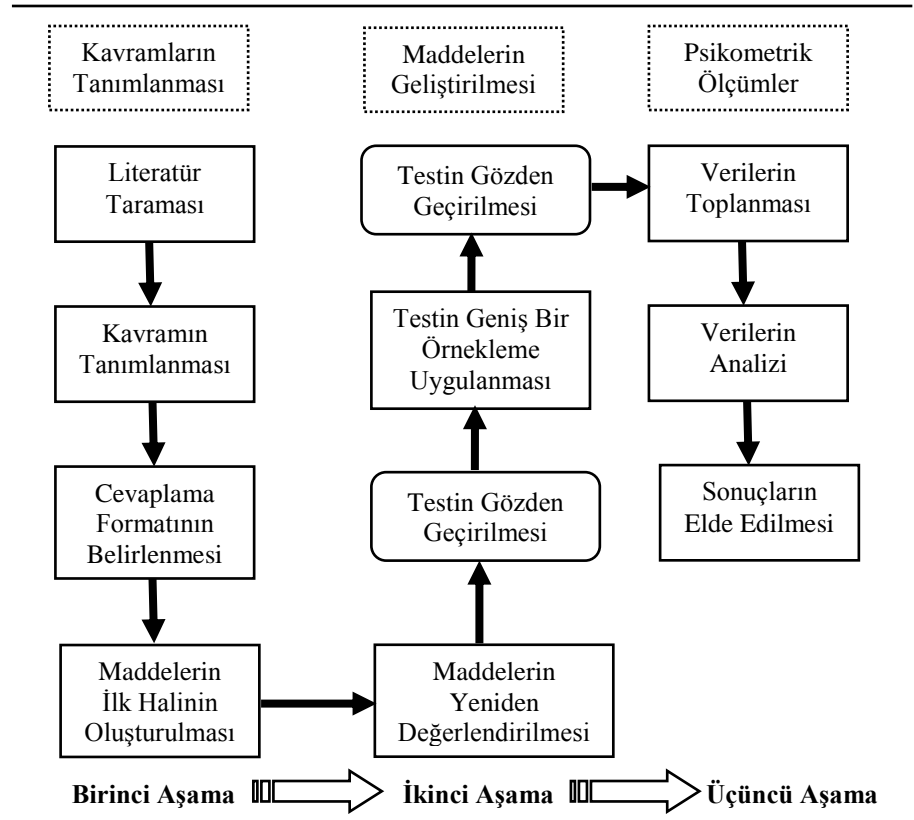 Kavramların
Tanımlanması
Maddelerin
Geliştirilmesi
Psikometrik
Ölçümler
Literatür
Taraması
Kavramın
Tanımlanması
Cevaplama
Formatının
Belirlenmesi
Maddelerin
İlk Halinin
Oluşturulması
Testin Gözden
Geçirilmesi
Testin Geniş Bir
Örnekleme
Uygulanması
Testin Gözden
Geçirilmesi
Maddelerin
Yeniden
Değerlendirilmesi
Verilerin
Toplanması
Verilerin
Analizi
Sonuçların
Elde Edilmesi
Birinci Aşama
İkinci Aşama
Üçüncü Aşama